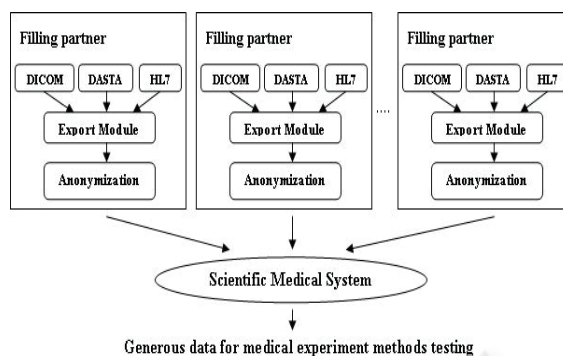 Filling partner
DICOM DASTA HL7
Export Module
Anonymization
Filling partner
DICOM DASTA HL7
Export Module
Anonymization
....
Filling partner
DICOM DASTA HL7
Export Module
Anonymization
Scientific Medical System
Generous data for medical experiment methods testing